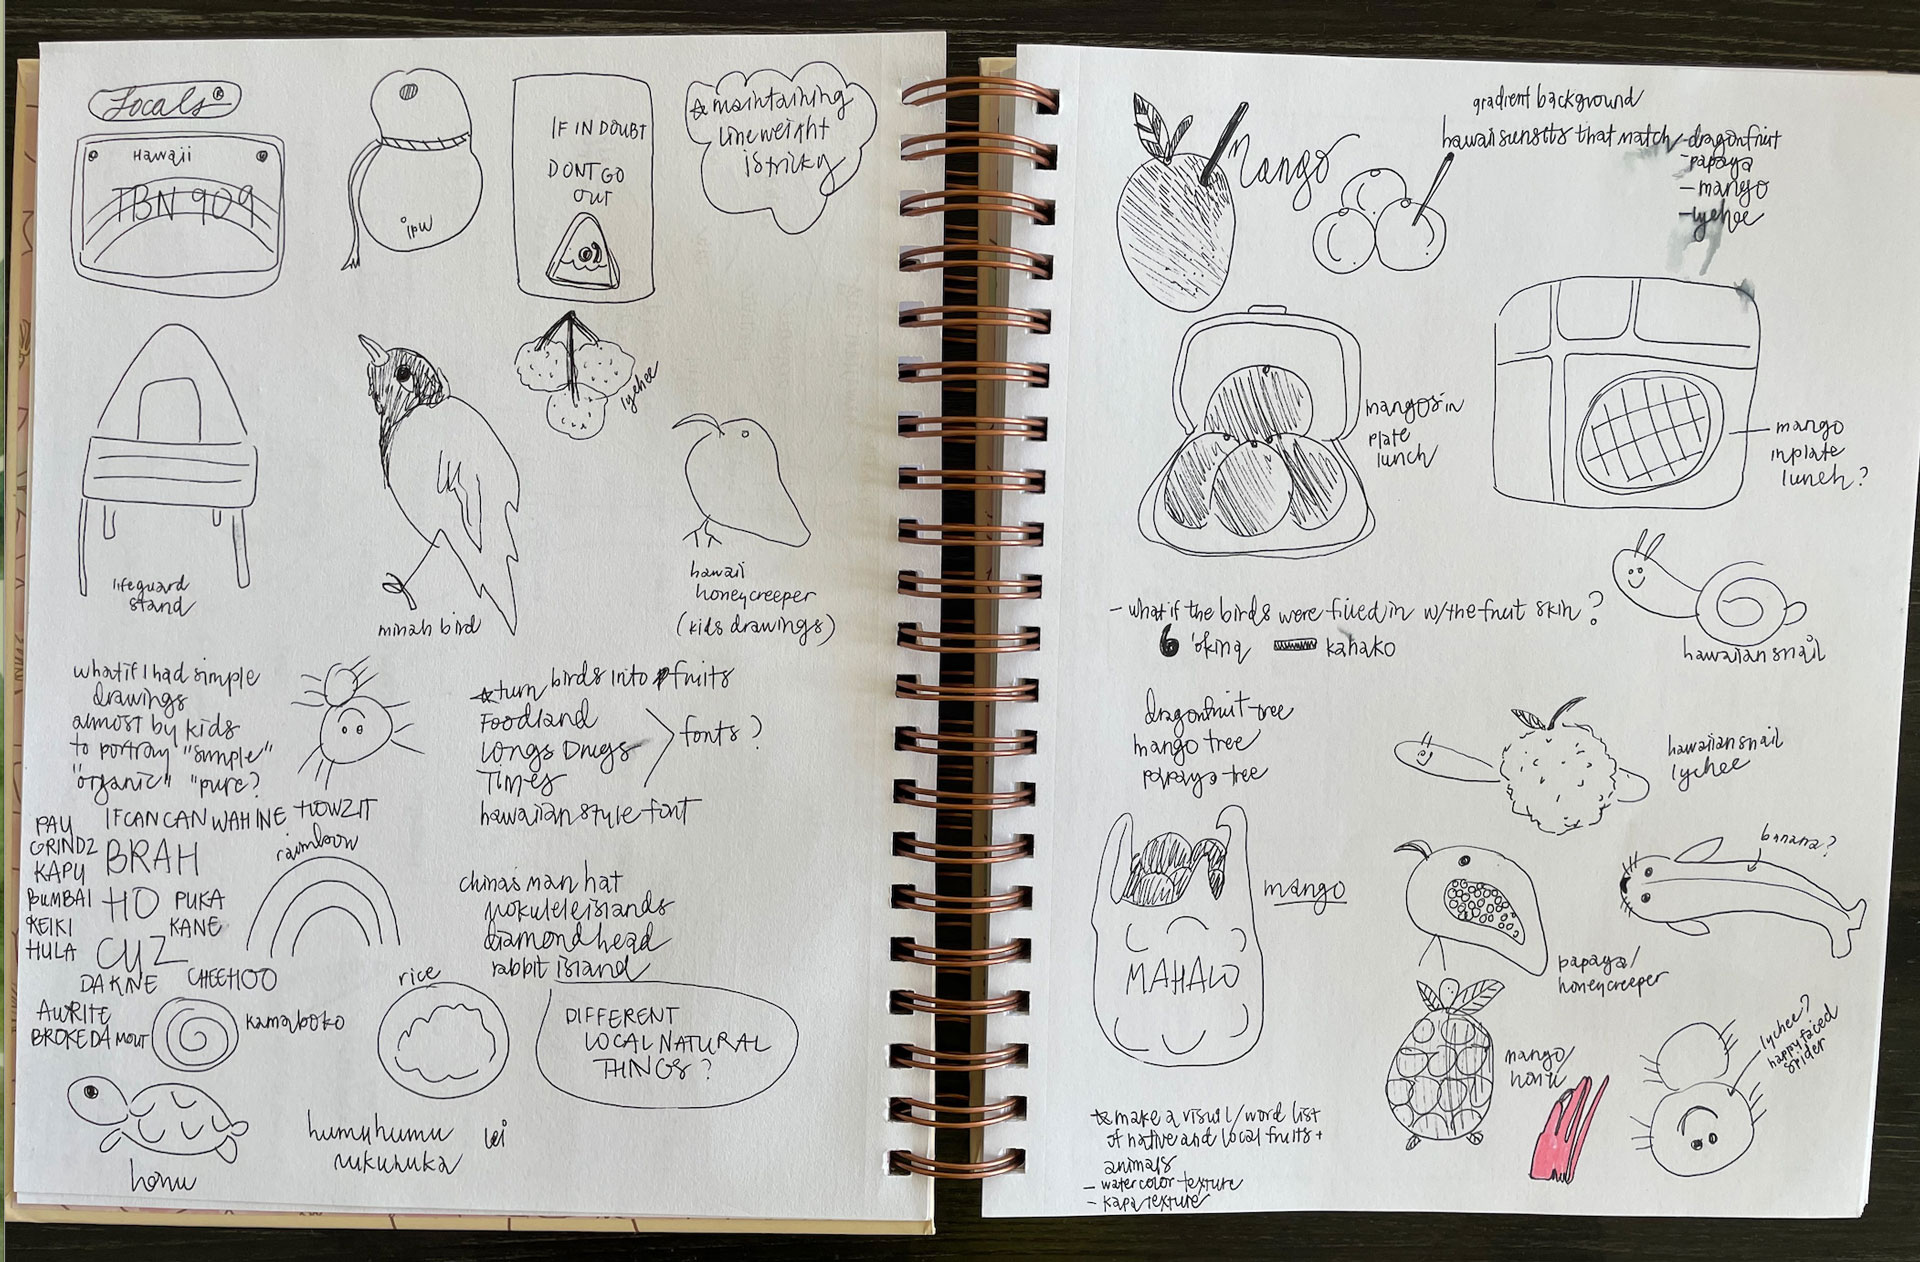 Locals®
HAWAII
TBN 909
ipu
IF IN DOUBT
DONT GO
OUT
☆ maintaining
lineweight
is tricky
lifeguard
stand
minah bird
lychee
hawaii
honeycreeper
(kids drawings)
what if I had simple
drawings
almost by kids
to portray "simple"
"organic" "pure?
☆ turn birds into fruits
Foodland
Longs Drugs
Times
fonts?
hawaiian style font
PAU
GRINDZ
KAPU
BUMBAI
KEIKI
HULA
IF CAN CAN WAHINE HOWZIT
BRAH
HO
PUKA
KANE
CUZ
DA KINE
CHEEHOO
AWRITE
BROKE DA MOUT
rainbow
chinas man hat
mokulele islands
diamond head
rabbit island
kamaboko
rice
DIFFERENT
LOCAL NATURAL
THINGS?
honu
humuhumu
nukunuka
lei
mango
gradient background
hawaii sunsets that match
- dragonfruit
- papaya
- mango
- lychee
mangos in
plate
lunch
mango
in plate
lunch?
- what if the birds were filled in w/the fruit skin?
'okina
kahako
hawaiian snail
dragonfruit tree
mango tree
papaya tree
hawaiian snail
lychee
MAHALO
mango
banana?
papaya/
honeycreeper
mango/
honu
lychee?
happy faced
spider
☆ make a visual/word list
of native and local fruits +
animals
- watercolor texture
- kapa texture